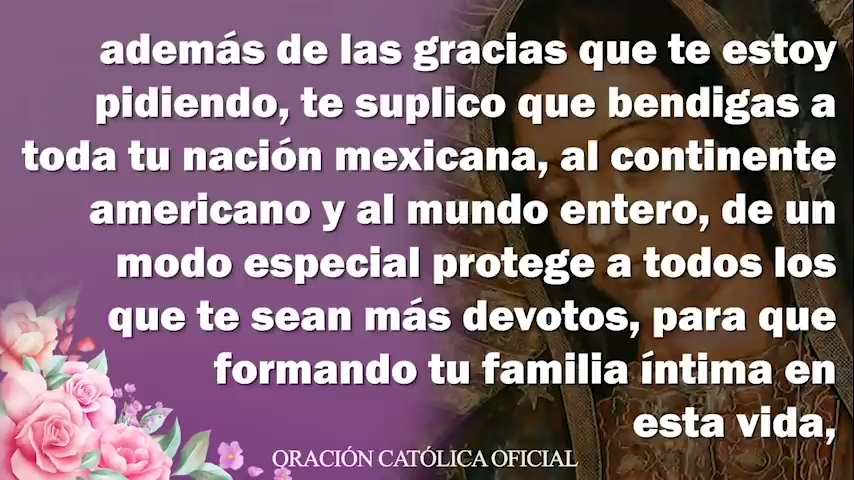 además de las gracias que te estoy
pidiendo, te suplico que bendigas a
toda tu nación mexicana, al continente
americano y al mundo entero, de un
modo especial protege a todos los
que te sean más devotos, para que
formando tu familia íntima en
esta vida,
ORACIÓN CATÓLICA OFICIAL